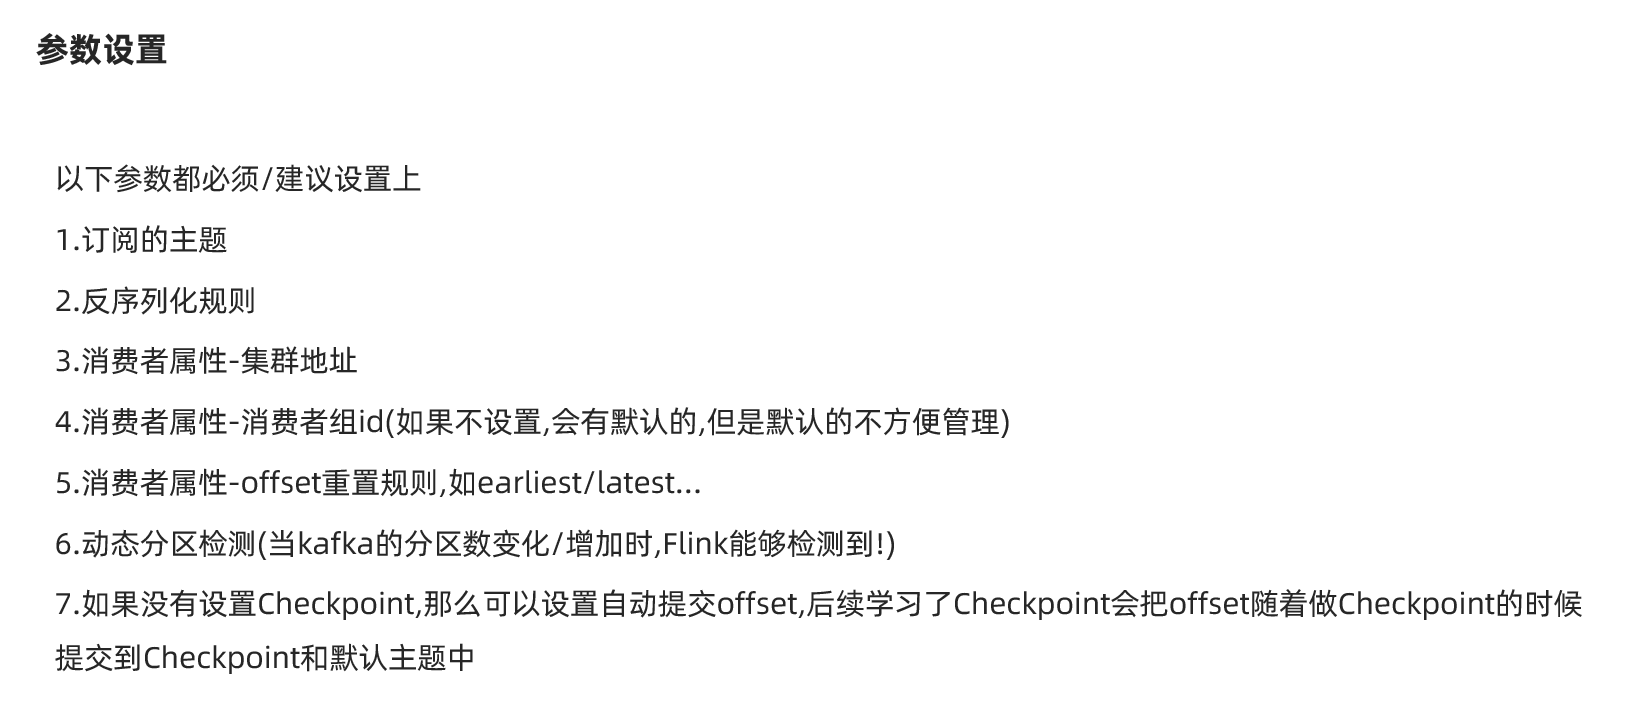 参数设置
以下参数都必须/建议设置上
1.订阅的主题
2.反序列化规则
3.消费者属性-集群地址
4.消费者属性-消费者组id(如果不设置,会有默认的,但是默认的不方便管理)
5.消费者属性-offset重置规则,如earliest/latest...
6.动态分区检测(当kafka的分区数变化/增加时,Flink能够检测到!)
7.如果没有设置Checkpoint,那么可以设置自动提交offset,后续学习了Checkpoint会把offset随着做Checkpoint的时候
提交到Checkpoint和默认主题中